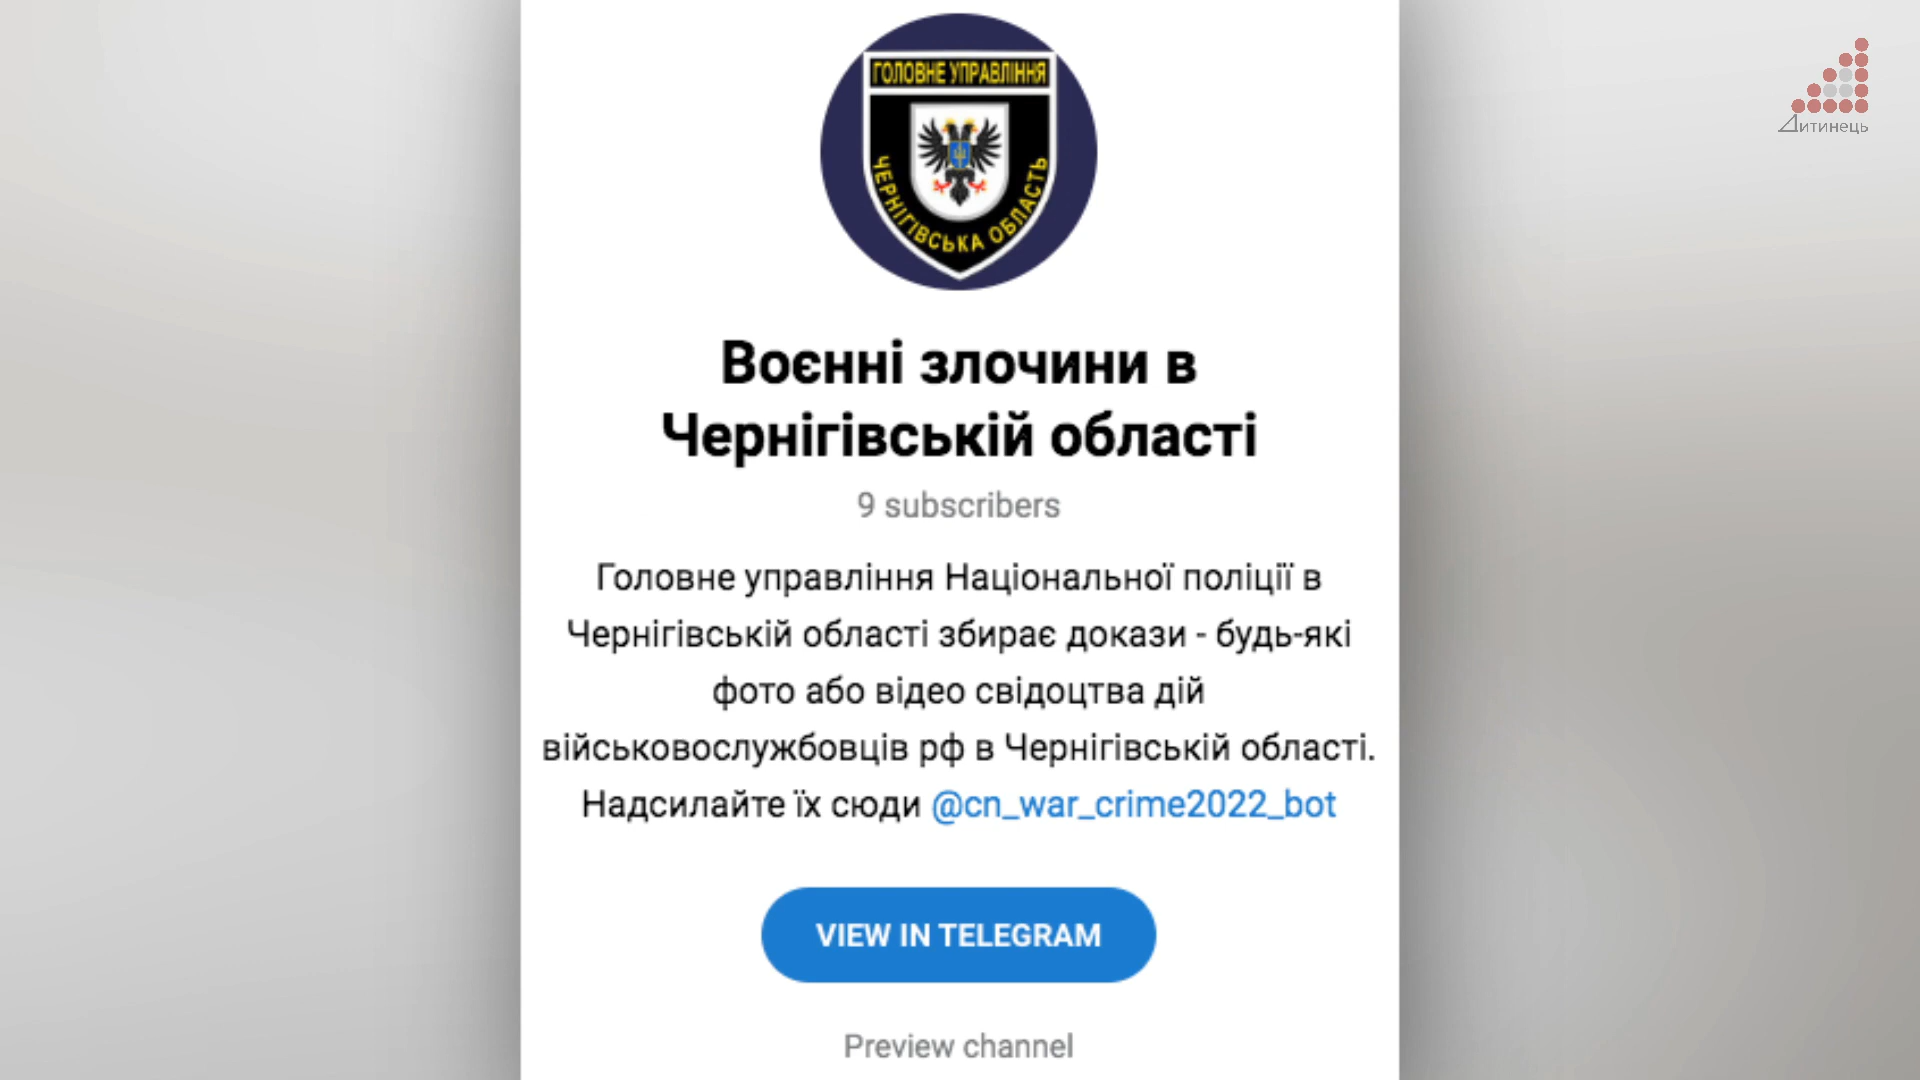 Дитинець
ГОЛОВНЕ УПРАВЛІННЯ
ЧЕРНІГІВСЬКА ОБЛАСТЬ
Воєнні злочини в
Чернігівській області
9 subscribers
Головне управління Національної поліції в
Чернігівській області збирає докази - будь-які
фото або відео свідоцтва дій
військовослужбовців рф в Чернігівській області.
Надсилайте їх сюди @cn_war_crime2022_bot
VIEW IN TELEGRAM
Preview channel